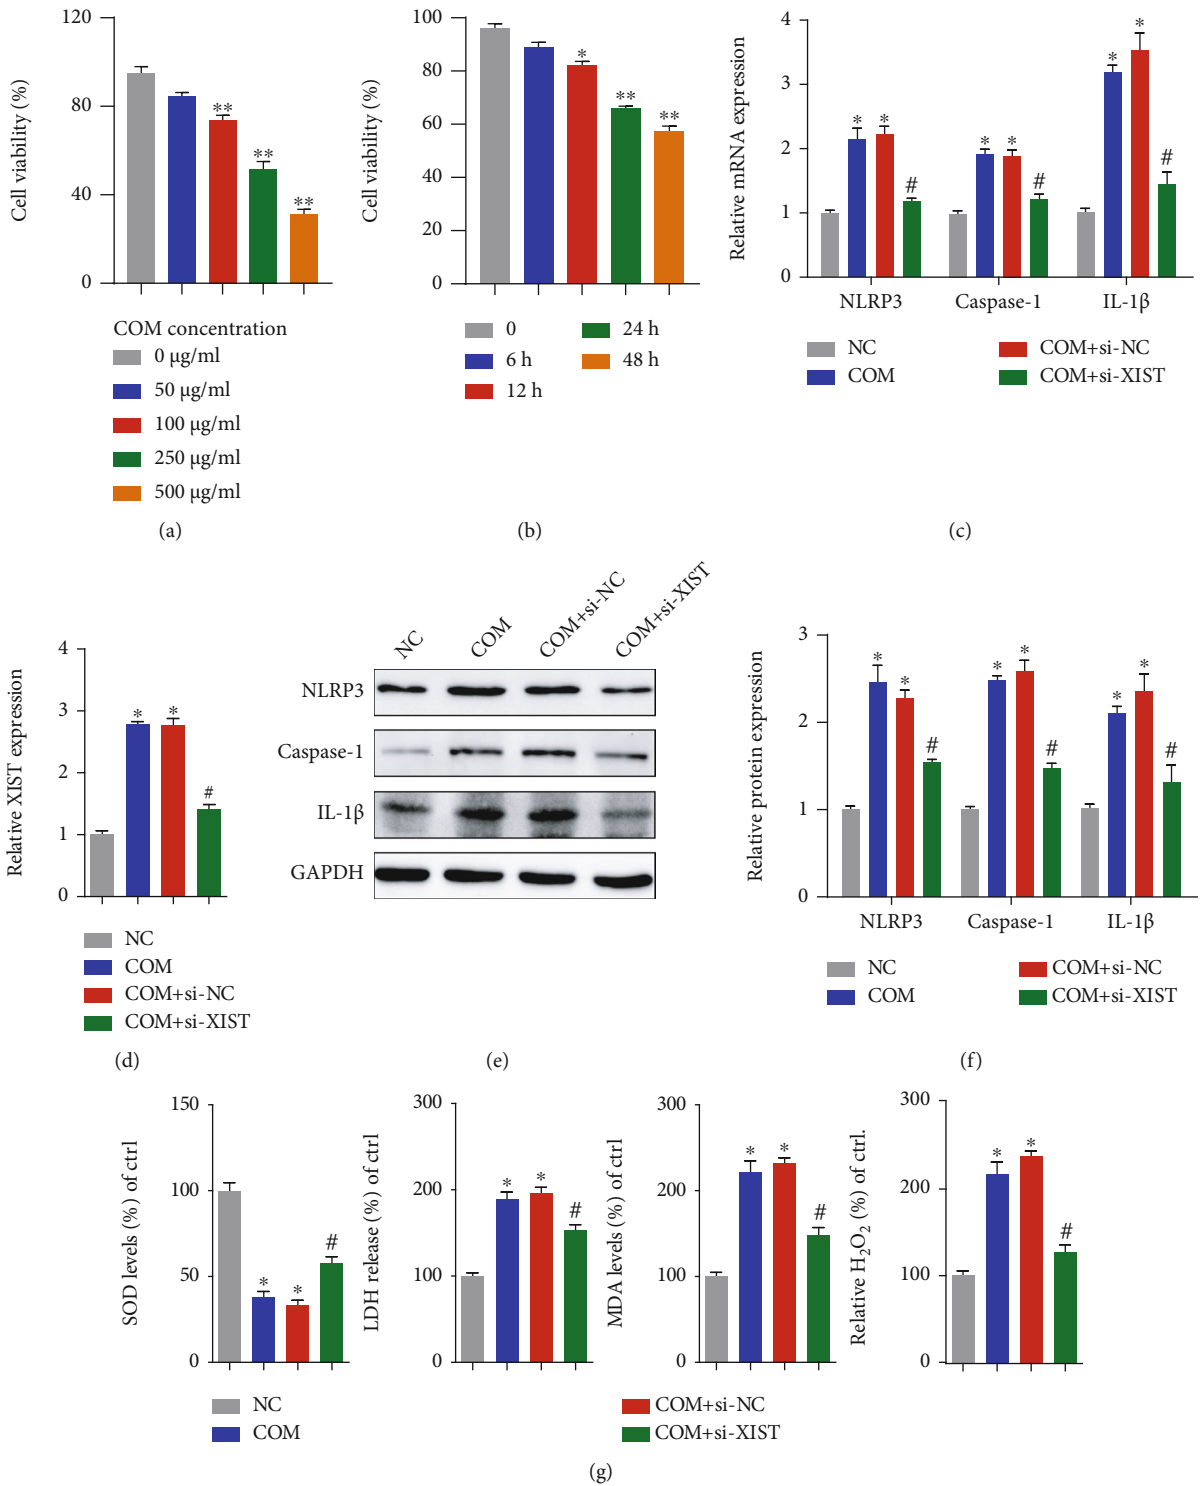 Cell viability (%)
120
80
40
0
**
**
**
COM concentration
0 μg/ml
50 μg/ml
100 μg/ml
250 μg/ml
500 μg/ml
(a)
Cell viability (%)
100
80
60
40
20
0
*
**
**
0
6 h
12 h
24 h
48 h
(b)
Relative mRNA expression
4
3
2
1
0
* * #
* * #
* * #
NLRP3 Caspase-1 IL-1β
NC
COM
COM+si-NC
COM+si-XIST
(c)
Relative XIST expression
4
3
2
1
0
* * #
NC
COM
COM+si-NC
COM+si-XIST
(d)
NC COM COM+si-NC COM+si-XIST
NLRP3
Caspase-1
IL-1β
GAPDH
(e)
Relative protein expression
3
2
1
0
* * #
* * #
* * #
NLRP3 Caspase-1 IL-1β
NC
COM
COM+si-NC
COM+si-XIST
(f)
SOD levels (%) of ctrl
150
100
50
0
* * #
LDH release (%) of ctrl
300
200
100
0
* * #
MDA levels (%) of ctrl
300
200
100
0
* * #
Relative H₂O₂ (%) of ctrl.
300
200
100
0
* * #
NC
COM
COM+si-NC
COM+si-XIST
(g)